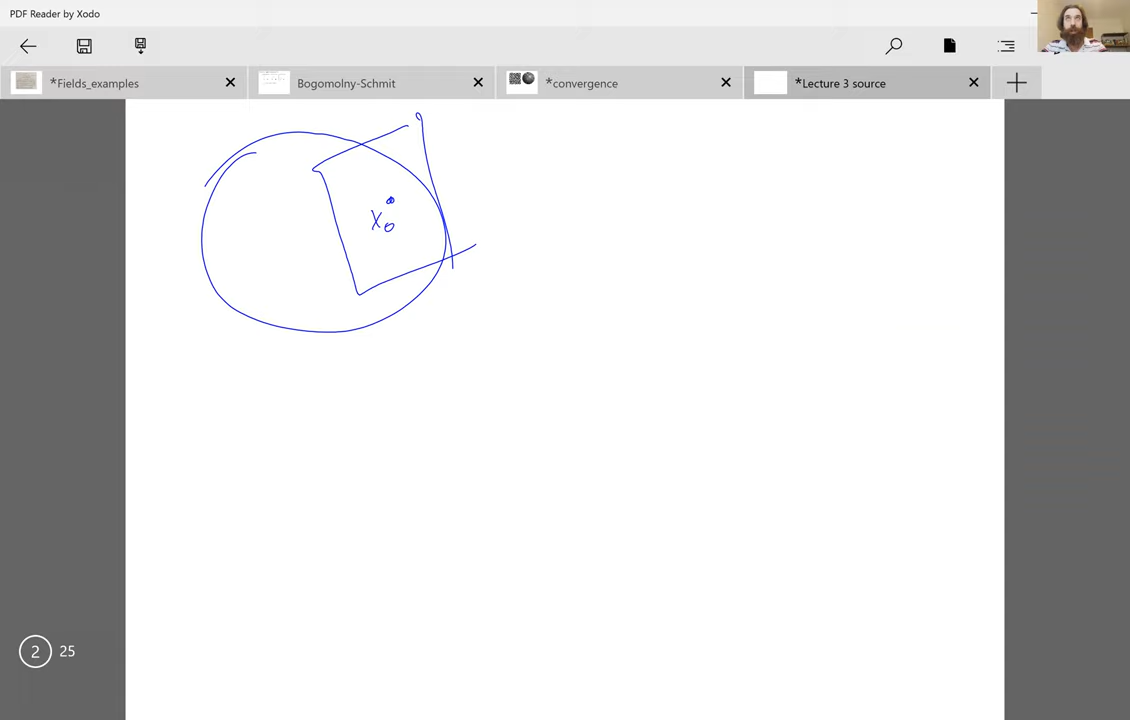 PDF Reader by Xodo
*Fields_examples
Bogomolny-Schmit
*convergence
*Lecture 3 source
x₀
2 25